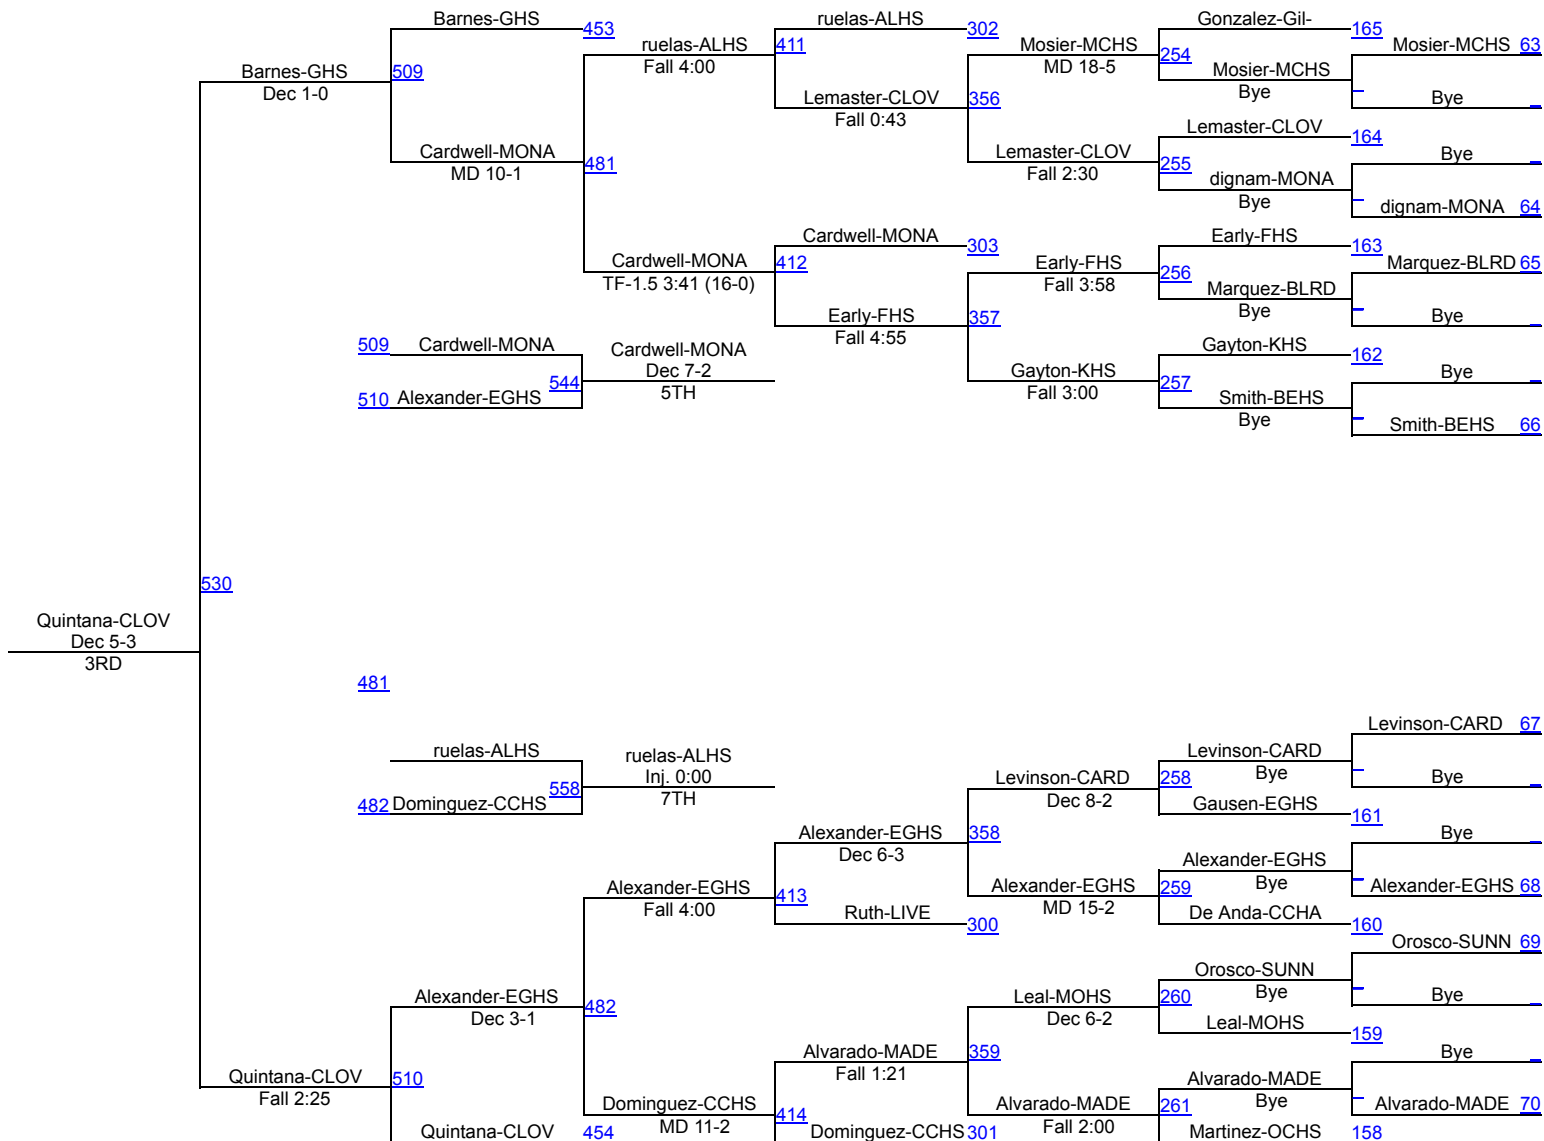 Barnes-GHS 453
ruelas-ALHS 302
Gonzalez-Gil- 165
ruelas-ALHS
Fall 4:00
411
Mosier-MCHS
MD 18-5
254
Mosier-MCHS 63
Barnes-GHS
Dec 1-0
509
Mosier-MCHS
Bye
Bye
Lemaster-CLOV
Fall 0:43
356
Lemaster-CLOV 164
Cardwell-MONA
MD 10-1
481
Lemaster-CLOV
Fall 2:30
255
Bye
dignam-MONA
Bye
dignam-MONA 64
Cardwell-MONA 303
Early-FHS 163
Cardwell-MONA
TF-1.5 3:41 (16-0)
412
Early-FHS
Fall 3:58
256
Marquez-BLRD 65
Marquez-BLRD
Bye
Bye
Early-FHS
Fall 4:55
357
509 Cardwell-MONA
Cardwell-MONA
Dec 7-2
5TH
544
510 Alexander-EGHS
Gayton-KHS 162
Gayton-KHS
Fall 3:00
257
Bye
Smith-BEHS
Bye
Smith-BEHS 66
530
Quintana-CLOV
Dec 5-3
3RD
481
Levinson-CARD 67
ruelas-ALHS
ruelas-ALHS
Inj. 0:00
7TH
558
482 Dominguez-CCHS
Levinson-CARD
Dec 8-2
258
Levinson-CARD
Bye
Bye
Gausen-EGHS 161
Alexander-EGHS
Dec 6-3
358
Bye
Alexander-EGHS
Fall 4:00
413
Alexander-EGHS
MD 15-2
259
Alexander-EGHS
Bye
Alexander-EGHS 68
Ruth-LIVE 300
De Anda-CCHA 160
Orosco-SUNN 69
Alexander-EGHS
Dec 3-1
482
Leal-MOHS
Dec 6-2
260
Orosco-SUNN
Bye
Bye
Leal-MOHS 159
Alvarado-MADE
Fall 1:21
359
Bye
Quintana-CLOV
Fall 2:25
510
Dominguez-CCHS
MD 11-2
414
Alvarado-MADE
Fall 2:00
261
Alvarado-MADE
Bye
Alvarado-MADE 70
Quintana-CLOV 454
Dominguez-CCHS 301
Martinez-OCHS 158